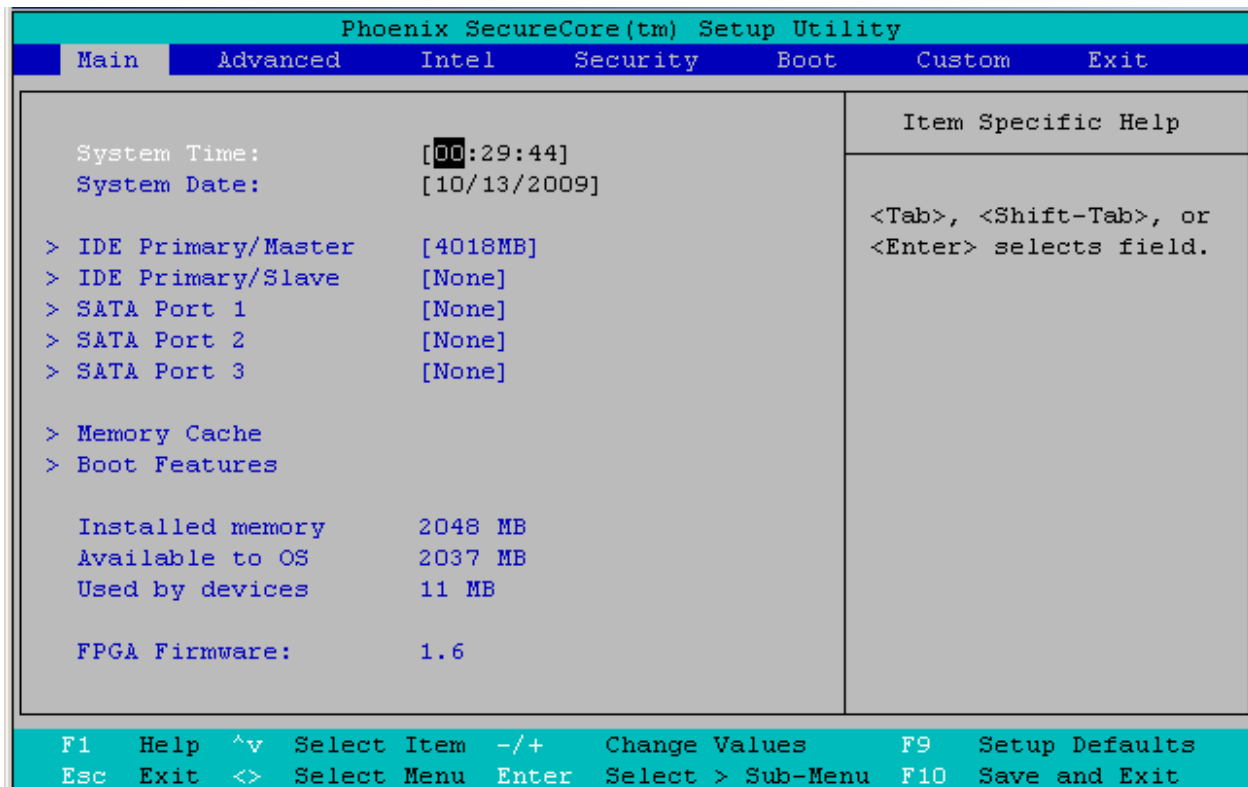 Phoenix SecureCore(tm) Setup Utility
Main Advanced Intel Security Boot Custom Exit
Item Specific Help
System Time: [00:29:44]
System Date: [10/13/2009]
<Tab>, <Shift-Tab>, or
<Enter> selects field.
> IDE Primary/Master [4018MB]
> IDE Primary/Slave [None]
> SATA Port 1 [None]
> SATA Port 2 [None]
> SATA Port 3 [None]
> Memory Cache
> Boot Features
Installed memory 2048 MB
Available to OS 2037 MB
Used by devices 11 MB
FPGA Firmware: 1.6
F1 Help ^v Select Item -/+ Change Values F9 Setup Defaults
Esc Exit <> Select Menu Enter Select > Sub-Menu F10 Save and Exit